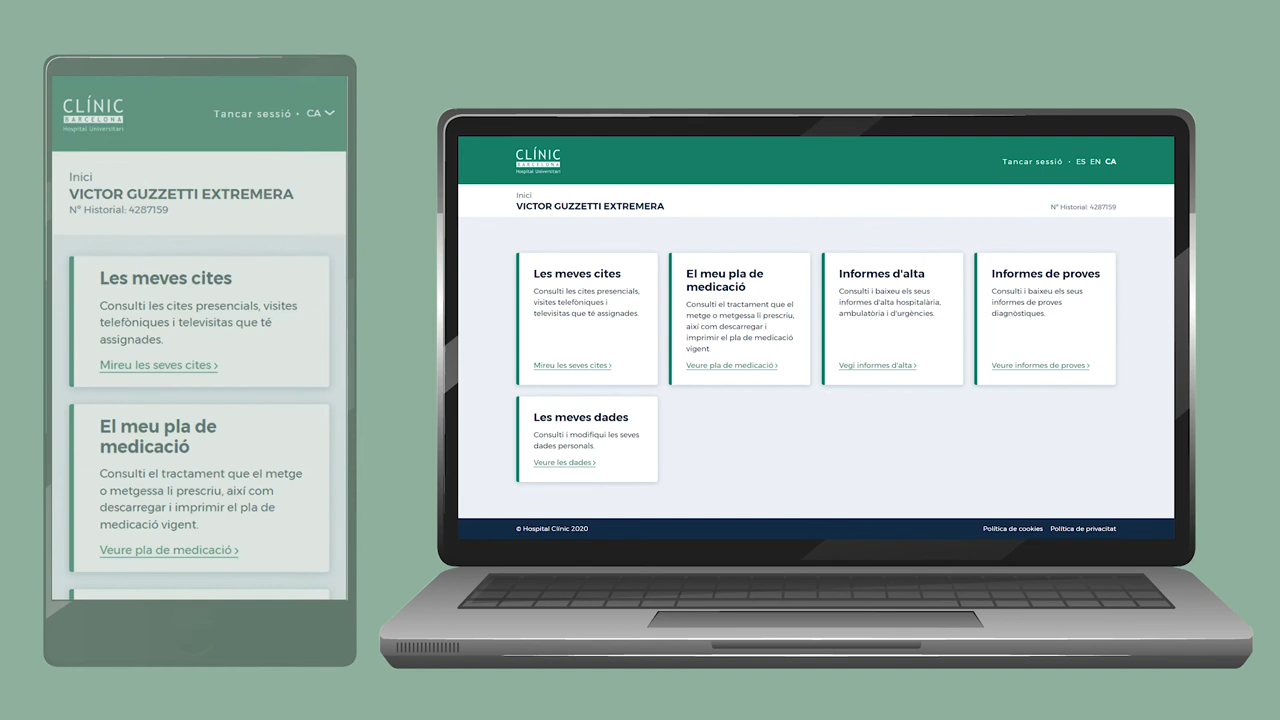 CLÍNIC
BARCELONA
Hospital Universitari
Tancar sessió • CA
Inici
VICTOR GUZZETTI EXTREMERA
Nº Historial: 4287159
Les meves cites
Consulti les cites presencials, visites
telefòniques i televisites que té
assignades.
Mireu les seves cites ›
El meu pla de
medicació
Consulti el tractament que el metge
o metgessa li prescriu, així com
descarregar i imprimir el pla de
medicació vigent.
Veure pla de medicació ›
CLÍNIC
BARCELONA
Hospital Universitari
Tancar sessió • ES EN CA
Inici
VICTOR GUZZETTI EXTREMERA
Nº Historial: 4287159
Les meves cites
Consulti les cites presencials,
visites telefòniques i
televisites que té assignades.
Mireu les seves cites ›
El meu pla de
medicació
Consulti el tractament que el
metge o metgessa li prescriu,
així com descarregar i
imprimir el pla de medicació
vigent.
Veure pla de medicació ›
Informes d'alta
Consulti i baixeu els seus
informes d'alta hospitalària,
ambulatòria i d'urgències.
Vegi informes d'alta ›
Informes de proves
Consulti i baixeu els seus
informes de proves
diagnòstiques.
Veure informes de proves ›
Les meves dades
Consulti i modifiqui les seves
dades personals.
Veure les dades ›
© Hospital Clínic 2020
Política de cookies Política de privacitat